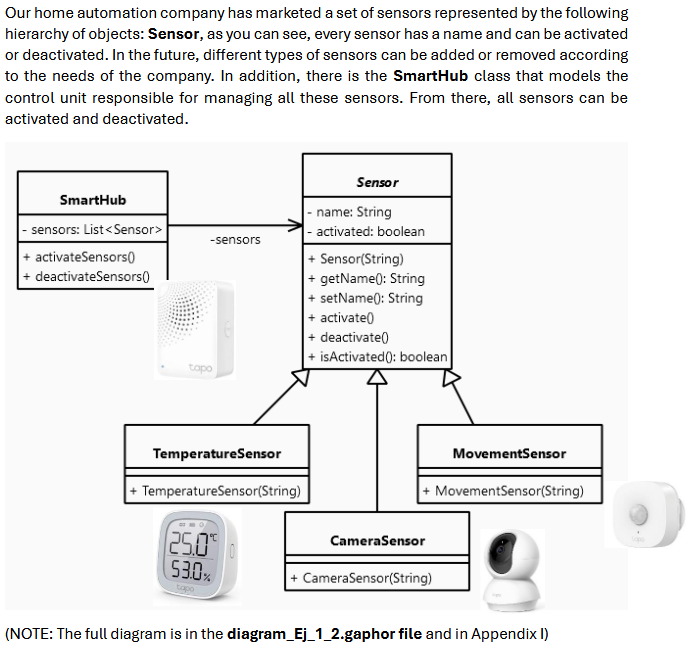 Our home automation company has marketed a set of sensors represented by the following
hierarchy of objects: Sensor, as you can see, every sensor has a name and can be activated
or deactivated. In the future, different types of sensors can be added or removed according
to the needs of the company. In addition, there is the SmartHub class that models the
control unit responsible for managing all these sensors. From there, all sensors can be
activated and deactivated.
SmartHub
- sensors: List<Sensor>
+ activateSensors()
+ deactivateSensors()
-sensors
Sensor
- name: String
- activated: boolean
+ Sensor(String)
+ getName(): String
+ setName(): String
+ activate()
+ deactivate()
+ isActivated(): boolean
tapo
TemperatureSensor
+ TemperatureSensor(String)
MovementSensor
+ MovementSensor(String)
CameraSensor
+ CameraSensor(String)
25.0°C
53.0%
tapo
(NOTE: The full diagram is in the diagram_Ej_1_2.gaphor file and in Appendix I)